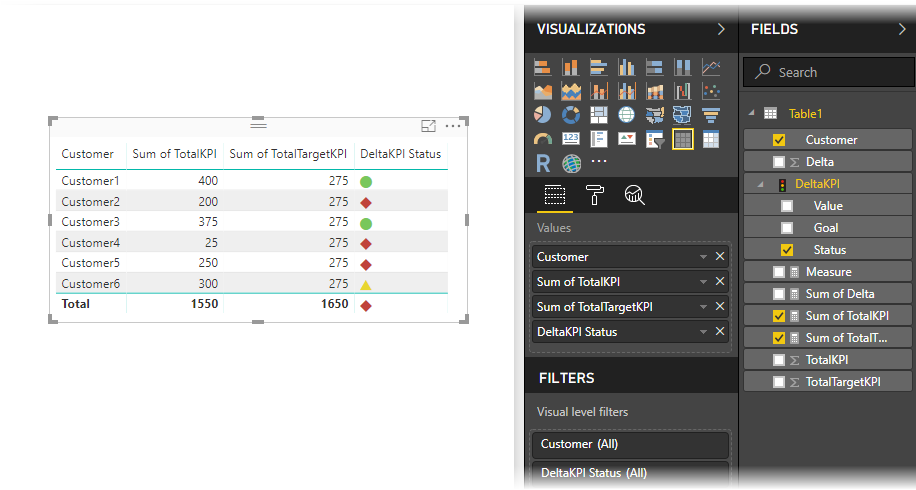 Customer Sum of TotalKPI Sum of TotalTargetKPI DeltaKPI Status
Customer1 400 275
Customer2 200 275
Customer3 375 275
Customer4 25 275
Customer5 250 275
Customer6 300 275
Total 1550 1650
VISUALIZATIONS
123
R
Values
Customer
Sum of TotalKPI
Sum of TotalTargetKPI
DeltaKPI Status
FILTERS
Visual level filters
Customer (All)
DeltaKPI Status (All)
FIELDS
Search
Table1
Customer
Delta
DeltaKPI
Value
Goal
Status
Measure
Sum of Delta
Sum of TotalKPI
Sum of TotalT...
TotalKPI
TotalTargetKPI